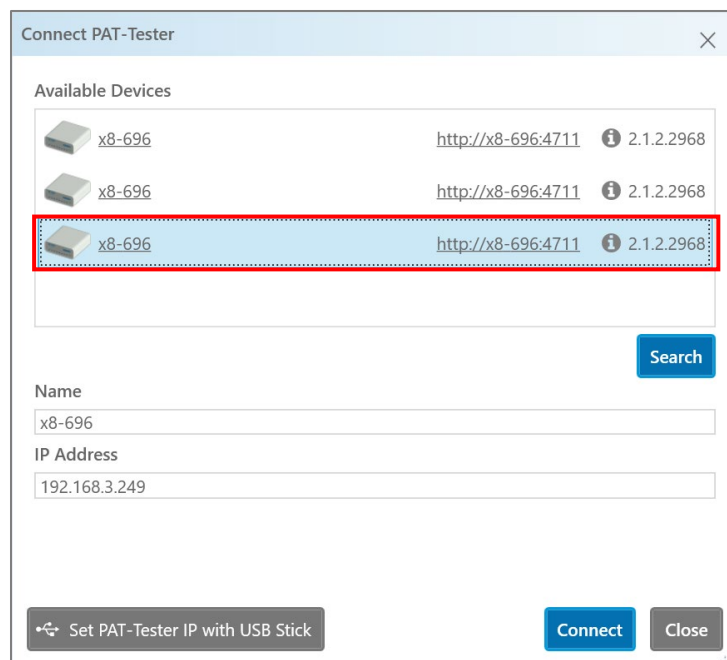 Connect PAT-Tester
Available Devices
x8-696 http://x8-696:4711 2.1.2.2968
x8-696 http://x8-696:4711 2.1.2.2968
x8-696 http://x8-696:4711 2.1.2.2968
Search
Name
x8-696
IP Address
192.168.3.249
Set PAT-Tester IP with USB Stick Connect Close